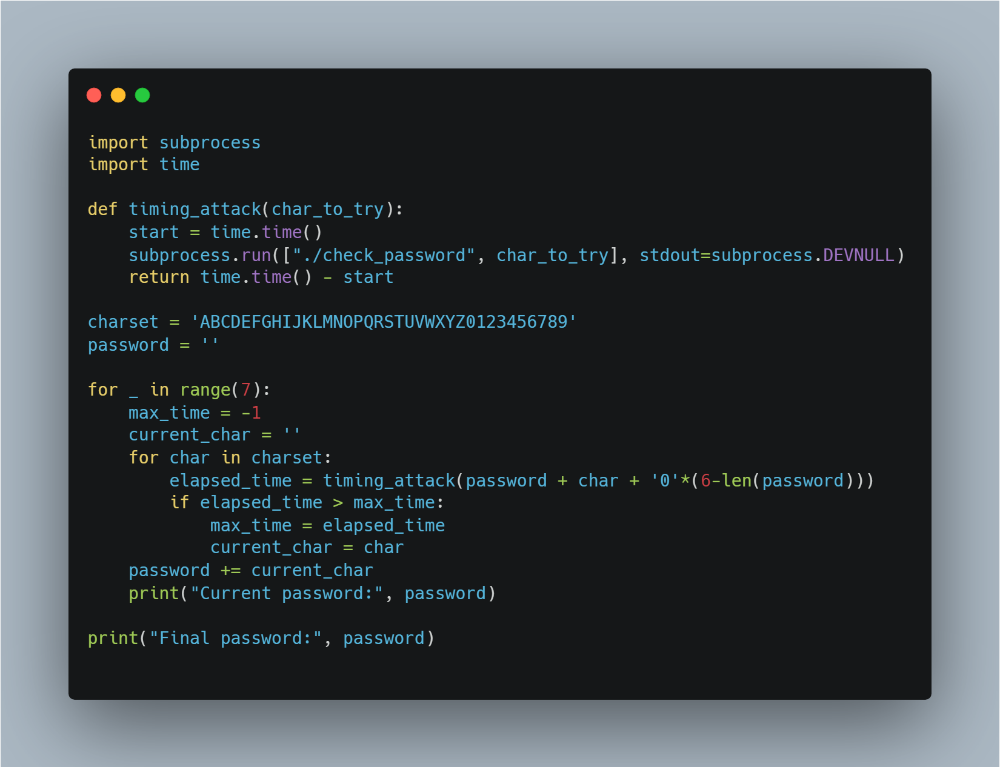 import subprocess
import time
def timing_attack(char_to_try):
    start = time.time()
    subprocess.run(["./check_password", char_to_try], stdout=subprocess.DEVNULL)
    return time.time() - start
charset = 'ABCDEFGHIJKLMNOPQRSTUVWXYZ0123456789'
password = ''
for _ in range(7):
    max_time = -1
    current_char = ''
    for char in charset:
        elapsed_time = timing_attack(password + char + '0'*(6-len(password)))
        if elapsed_time > max_time:
            max_time = elapsed_time
            current_char = char
    password += current_char
    print("Current password:", password)
print("Final password:", password)